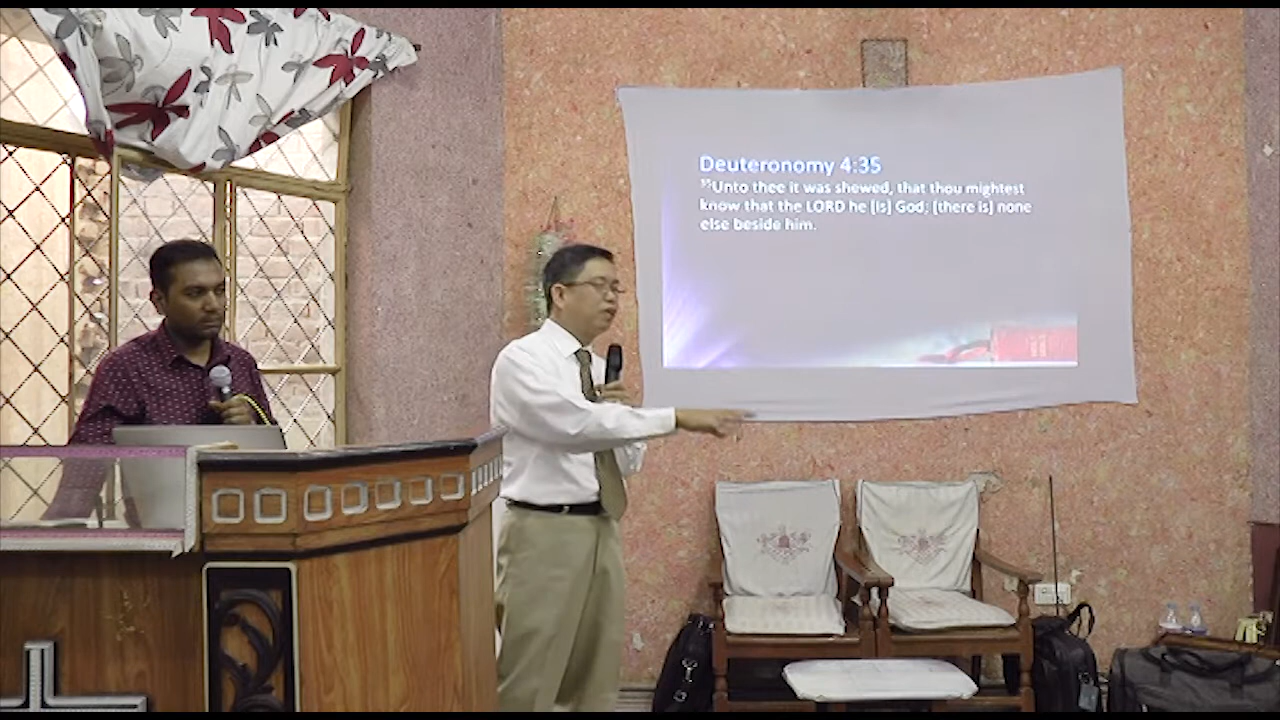 Deuteronomy 4:35
³⁵Unto thee it was shewed, that thou mightest
know that the LORD he [is] God; [there is] none
else beside him.